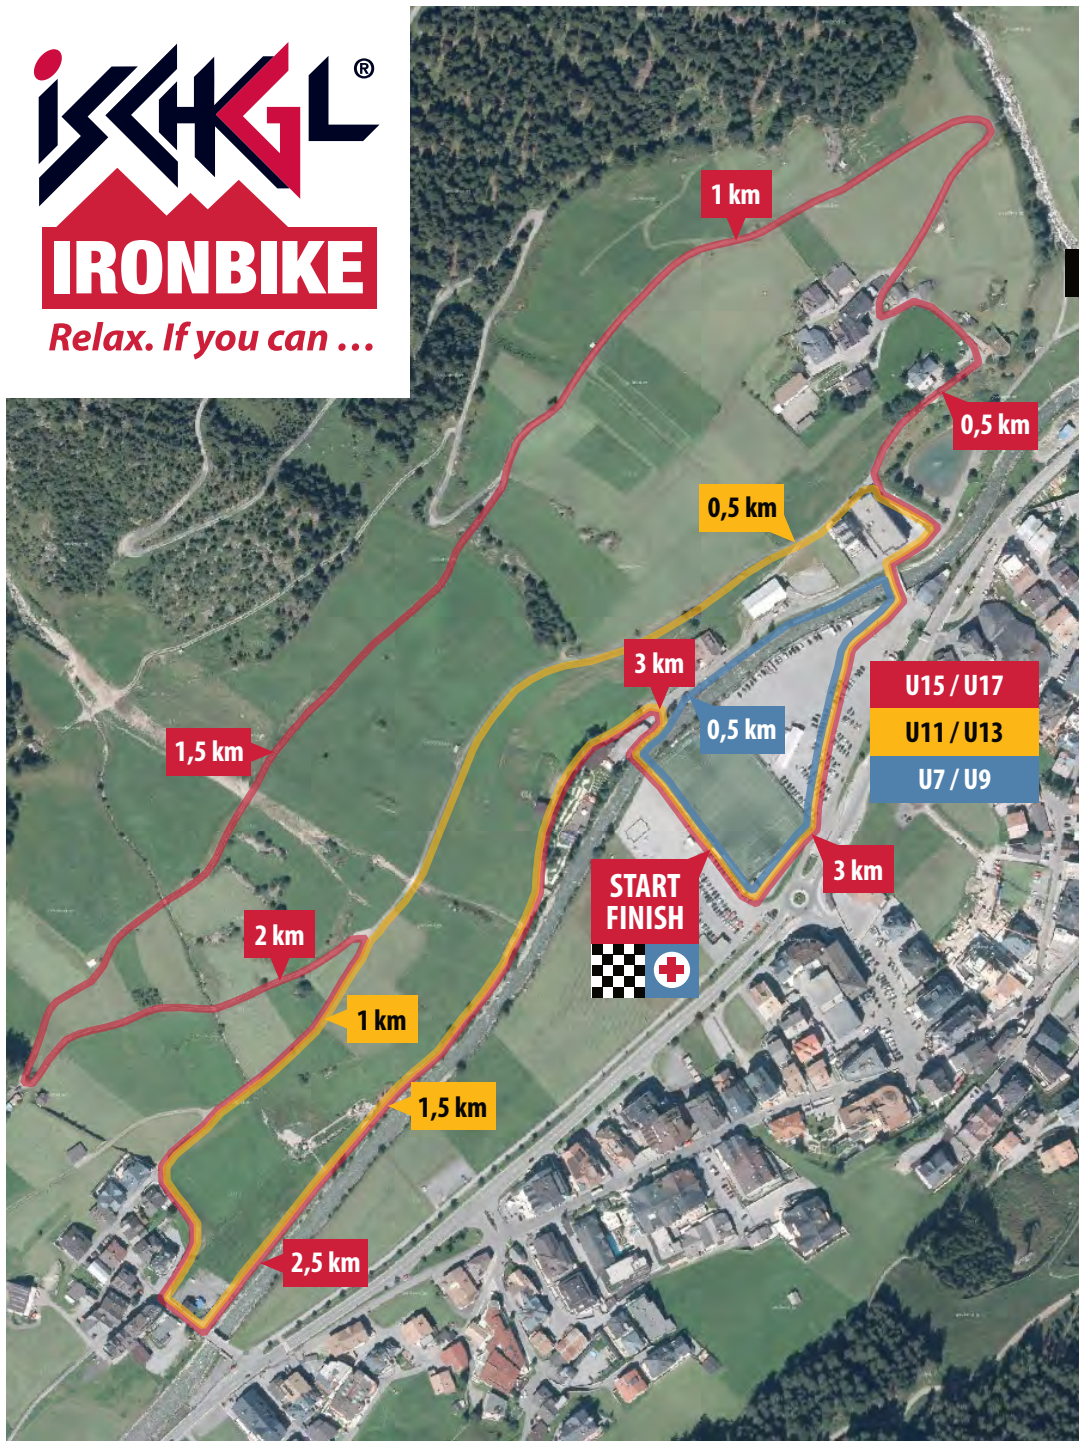 iSCHGL®
IRONBIKE
Relax. If you can ...
1 km
0,5 km
0,5 km
3 km
U15 / U17
0,5 km
U11 / U13
1,5 km
U7 / U9
3 km
START
FINISH
2 km
1 km
1,5 km
2,5 km